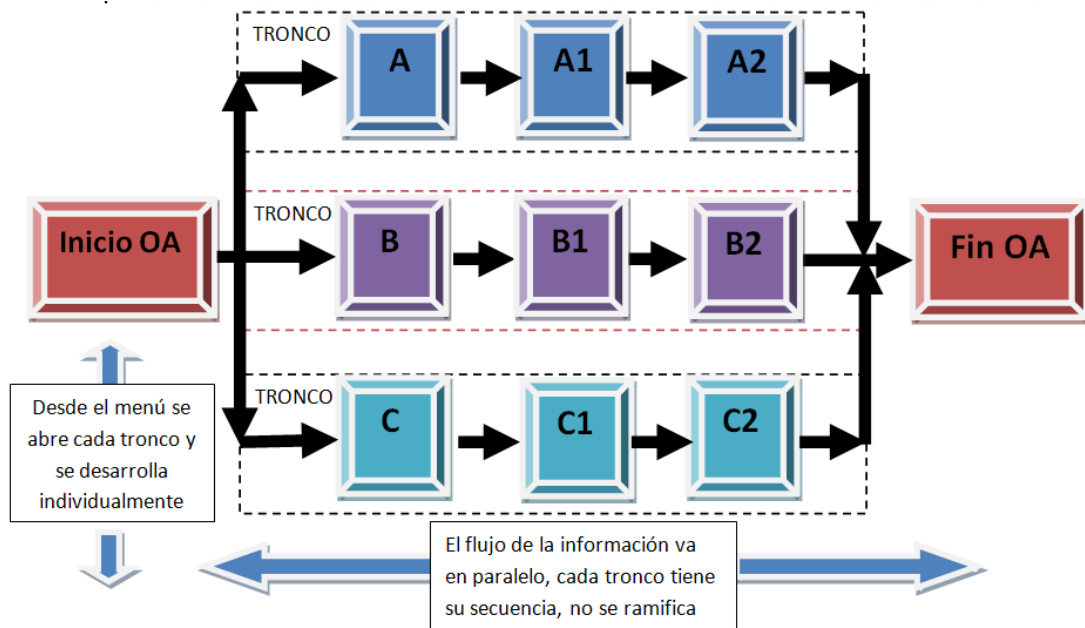 TRONCO
A
A1
A2
Inicio OA
TRONCO
B
B1
B2
Fin OA
TRONCO
C
C1
C2
Desde el menú se
abre cada tronco y
se desarrolla
individualmente
El flujo de la información va
en paralelo, cada tronco tiene
su secuencia, no se ramifica